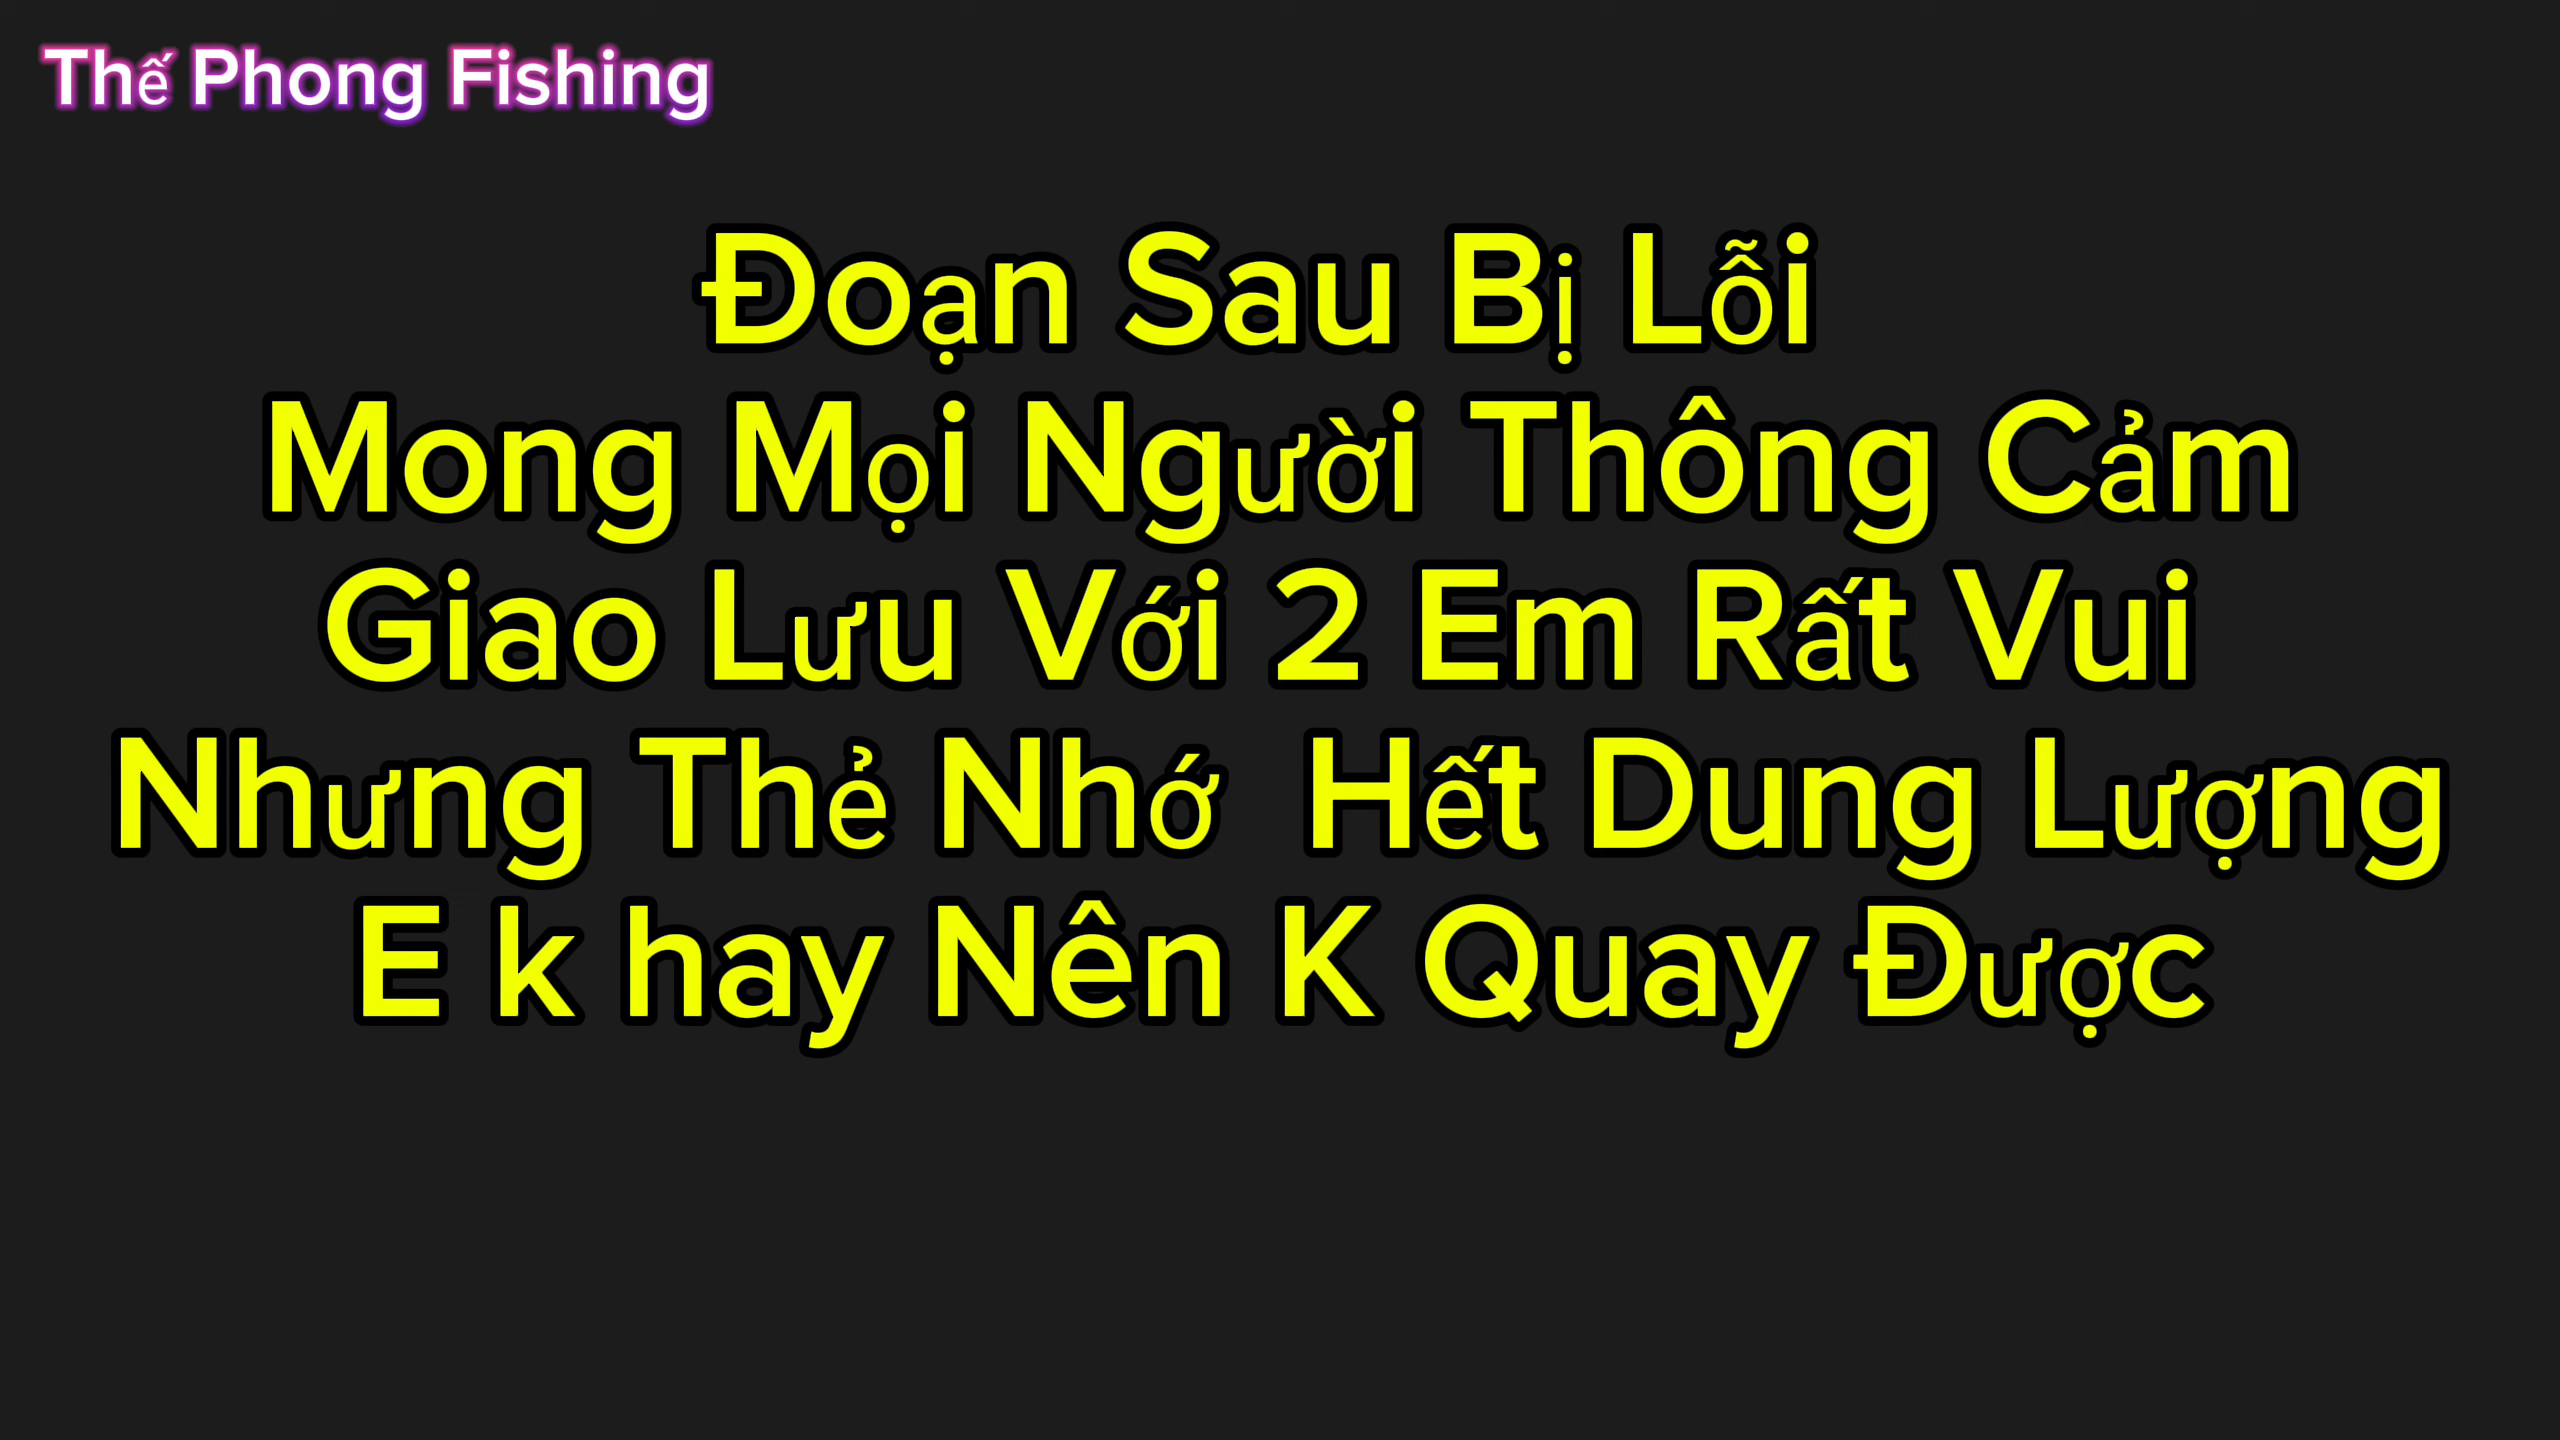 Thế Phong Fishing
Đoạn Sau Bị Lỗi
Mong Mọi Người Thông Cảm
Giao Lưu Với 2 Em Rất Vui
Nhưng Thẻ Nhớ  Hết Dung Lượng
E k hay Nên K Quay Được